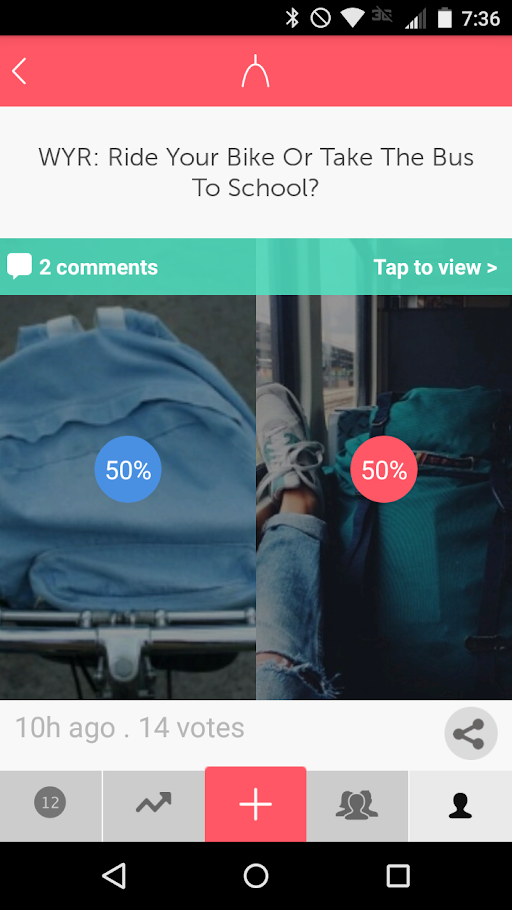 3G 7:36
WYR: Ride Your Bike Or Take The Bus
To School?
2 comments Tap to view >
50% 50%
10h ago . 14 votes
12